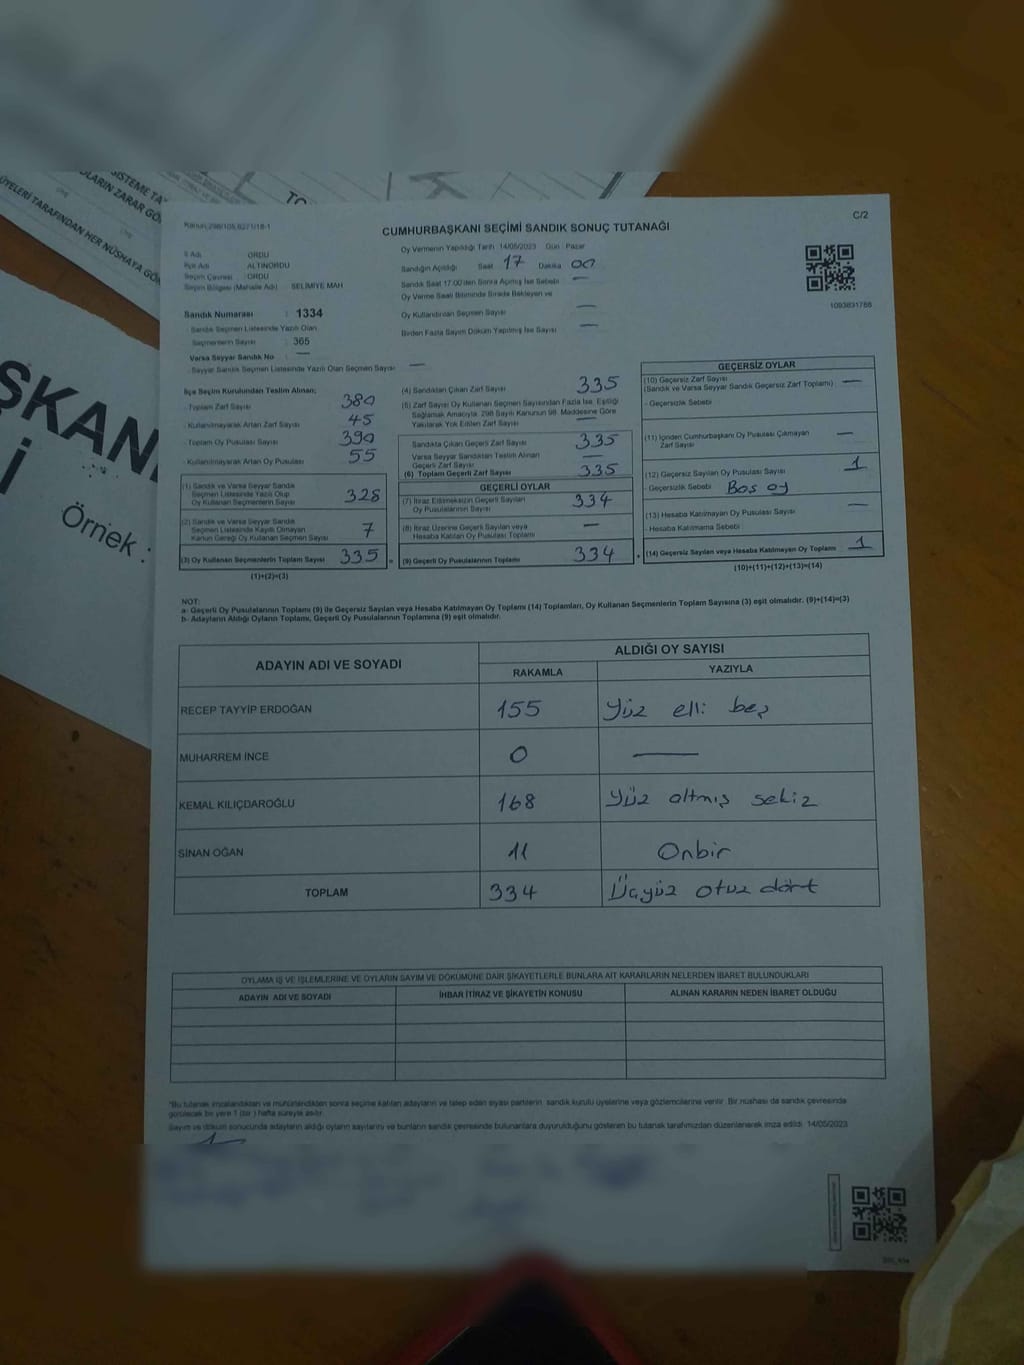 SİSTEME
ÜYELERİ TARAFINDAN HER NÜSHAYA
ŞKANI
İ
Örnek :
C/2
CUMHURBAŞKANI SEÇİMİ SANDIK SONUÇ TUTANAĞI
İl Adı : ORDU
İlçe Adı : ALTINORDU
Seçim Çevresi : ORDU
Seçim Bölgesi (Mahalle Adı) : SELİMİYE MAH
Sandık Numarası : 1334
Sandık Seçmen Listesinde Yazılı Olan
Seçmenlerin Sayısı : 365
Varsa Seyyar Sandık No : —
Seyyar Sandık Seçmen Listesinde Yazılı Olan Seçmen Sayısı : —
Oy Vermenin Yapıldığı Tarih 14/05/2023 Gün : Pazar
Sandığın Açıldığı Saat 17 Dakika 00
Sandık Saat 17:00'den Sonra Açılmış İse Sebebi —
Oy Verme Saati Bitiminde Sırada Bekleyen ve
Oy Kullandırılan Seçmen Sayısı —
Birden Fazla Sayım Döküm Yapılmış İse Sayısı —
1093831788
İlçe Seçim Kurulundan Teslim Alınan;
- Toplam Zarf Sayısı 380
- Kullanılmayarak Artan Zarf Sayısı 45
- Toplam Oy Pusulası Sayısı 390
- Kullanılmayarak Artan Oy Pusulası 55
(1) Sandık ve Varsa Seyyar Sandık
Seçmen Listesinde Yazılı Olup
Oy Kullanan Seçmenlerin Sayısı 328
(2) Sandık ve Varsa Seyyar Sandık
Seçmen Listesinde Kayıtlı Olmayan
Kanun Gereği Oy Kullanan Seçmen Sayısı 7
(3) Oy Kullanan Seçmenlerin Toplam Sayısı 335
(1)+(2)=(3)
(4) Sandıktan Çıkan Zarf Sayısı 335
(5) Zarf Sayısı Oy Kullanan Seçmen Sayısından Fazla İse, Eşitliği
Sağlamak Amacıyla, 298 Sayılı Kanunun 98. Maddesine Göre
Yakılarak Yok Edilen Zarf Sayısı —
Sandıkta Çıkan Geçerli Zarf Sayısı 335
Varsa Seyyar Sandıktan Teslim Alınan
Geçerli Zarf Sayısı —
(6) Toplam Geçerli Zarf Sayısı 335
GEÇERLİ OYLAR
(7) İtiraz Edilmeksizin Geçerli Sayılan
Oy Pusulalarının Sayısı 334
(8) İtiraz Üzerine Geçerli Sayılan veya
Hesaba Katılan Oy Pusulası Toplamı —
(9) Geçerli Oy Pusulalarının Toplamı 334
GEÇERSİZ OYLAR
(10) Geçersiz Zarf Sayısı
(Sandık ve Varsa Seyyar Sandık Geçersiz Zarf Toplamı) : —
- Geçersizlik Sebebi
(11) İçinden Cumhurbaşkanı Oy Pusulası Çıkmayan
Zarf Sayısı —
(12) Geçersiz Sayılan Oy Pusulası Sayısı 1
- Geçersizlik Sebebi Boş oy
(13) Hesaba Katılmayan Oy Pusulası Sayısı —
- Hesaba Katılmama Sebebi
(14) Geçersiz Sayılan veya Hesaba Katılmayan Oy Toplamı 1
(10)+(11)+(12)+(13)=(14)
NOT:
a- Geçerli Oy Pusulalarının Toplamı (9) ile Geçersiz Sayılan veya Hesaba Katılmayan Oy Toplamı (14) Toplamları, Oy Kullanan Seçmenlerin Toplam Sayısına (3) eşit olmalıdır. (9)+(14)=(3)
b- Adayların Aldığı Oyların Toplamı, Geçerli Oy Pusulalarının Toplamına (9) eşit olmalıdır.
ADAYIN ADI VE SOYADI
ALDIĞI OY SAYISI
RAKAMLA YAZIYLA
RECEP TAYYİP ERDOĞAN 155 Yüz elli beş
MUHARREM İNCE 0 —
KEMAL KILIÇDAROĞLU 168 Yüz altmış sekiz
SİNAN OĞAN 11 Onbir
TOPLAM 334 Üçyüz otuz dört
OYLAMA İŞ VE İŞLEMLERİNE VE OYLARIN SAYIM VE DÖKÜMÜNE DAİR ŞİKAYETLERLE BUNLARA AİT KARARLARIN NELERDEN İBARET BULUNDUKLARI
ADAYIN ADI VE SOYADI İHBAR İTİRAZ VE ŞİKAYETİN KONUSU ALINAN KARARIN NEDEN İBARET OLDUĞU
*Bu tutanak imzalandıktan ve mühürlendikten sonra seçime katılan adayların ve talep eden siyasi partilerin, sandık kurulu üyelerine veya gözlemcilerine verilir. Bir nüshası da sandık çevresinde
görülecek bir yere 1 (bir ) hafta süreyle asılır.
Sayım ve döküm sonucunda adayların aldığı oyların sayılarını ve bunların sandık çevresinde bulunanlara duyurulduğunu gösteren bu tutanak tarafımızdan düzenlenerek imza edildi. 14/05/2023